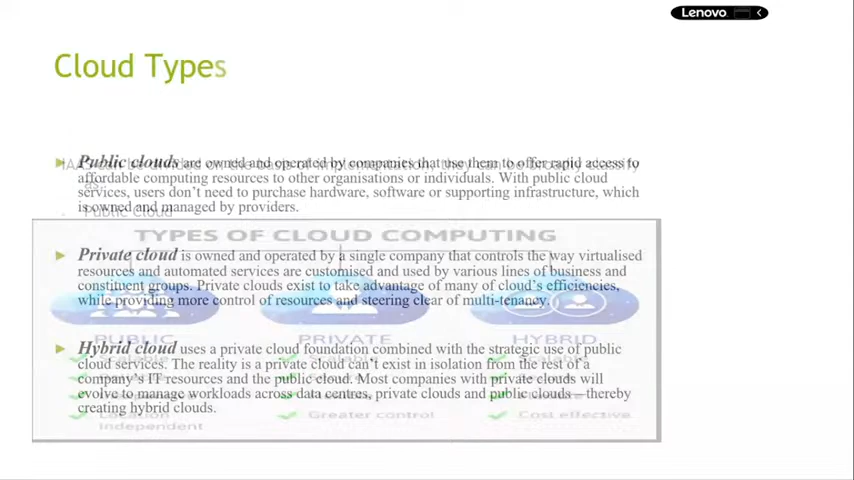 Lenovo
Cloud Types
Public clouds are owned and operated by companies that use them to offer rapid access to
affordable computing resources to other organisations or individuals. With public cloud
services, users don't need to purchase hardware, software or supporting infrastructure, which
is owned and managed by providers.
Public Cloud
TYPES OF CLOUD COMPUTING
Private cloud is owned and operated by a single company that controls the way virtualised
resources and automated services are customised and used by various lines of business and
constituent groups. Private clouds exist to take advantage of many of cloud's efficiencies,
while providing more control of resources and steering clear of multi-tenancy.
PUBLIC PRIVATE HYBRID
Hybrid cloud uses a private cloud foundation combined with the strategic use of public
cloud services. The reality is a private cloud can't exist in isolation from the rest of a
company's IT resources and the public cloud. Most companies with private clouds will
evolve to manage workloads across data centres, private clouds and public clouds—thereby
creating hybrid clouds.
Location
independent
Greater control
Cost effective